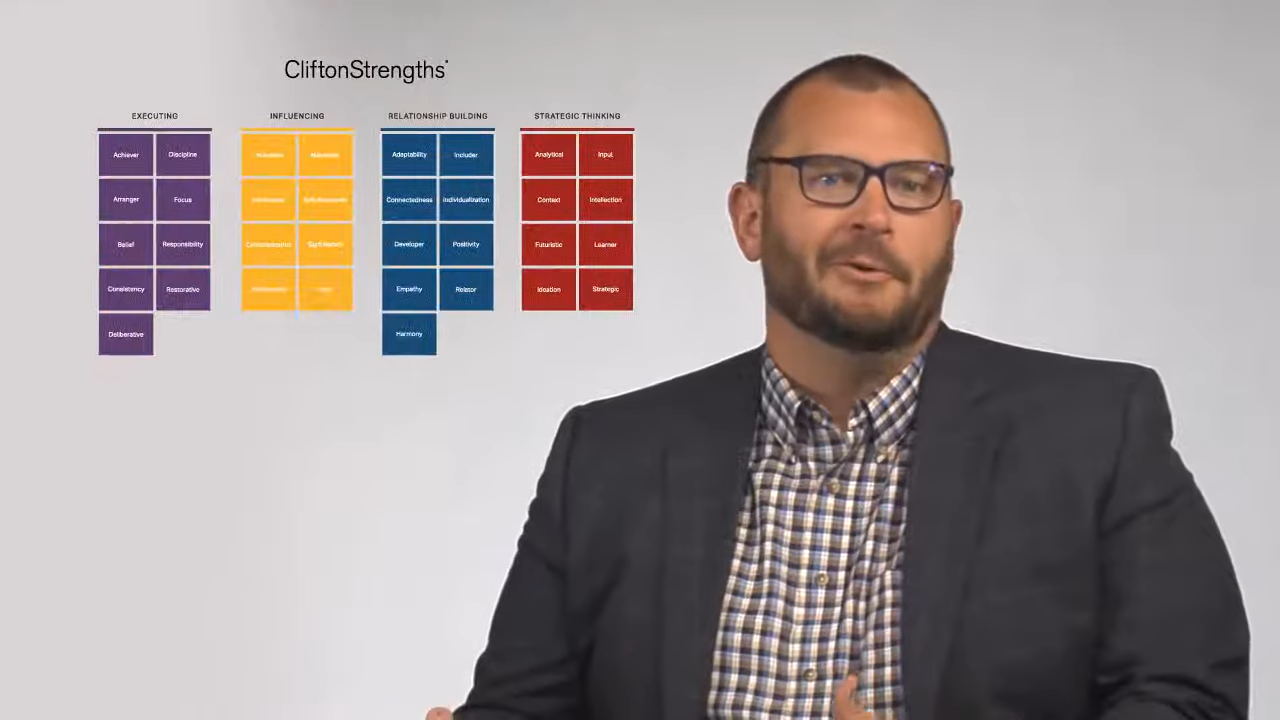 CliftonStrengths
EXECUTING INFLUENCING RELATIONSHIP BUILDING STRATEGIC THINKING
Achiever Discipline Adaptability Includer Analytical Input
Arranger Focus Connectedness Individualization Context Intellection
Belief Responsibility Developer Positivity Futuristic Learner
Consistency Restorative Empathy Relator Ideation Strategic
Deliberative Harmony